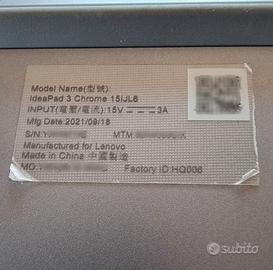 Model Name(型號):
IdeaPad 3 Chrome 15IJL6
INPUT(電壓/電流):15V⎓3A
Mfg Date:2021/09/18
S/N:
MTM:
Manufactured for Lenovo
Made in China 中國製造
MO:
Factory ID:HQ006
subito